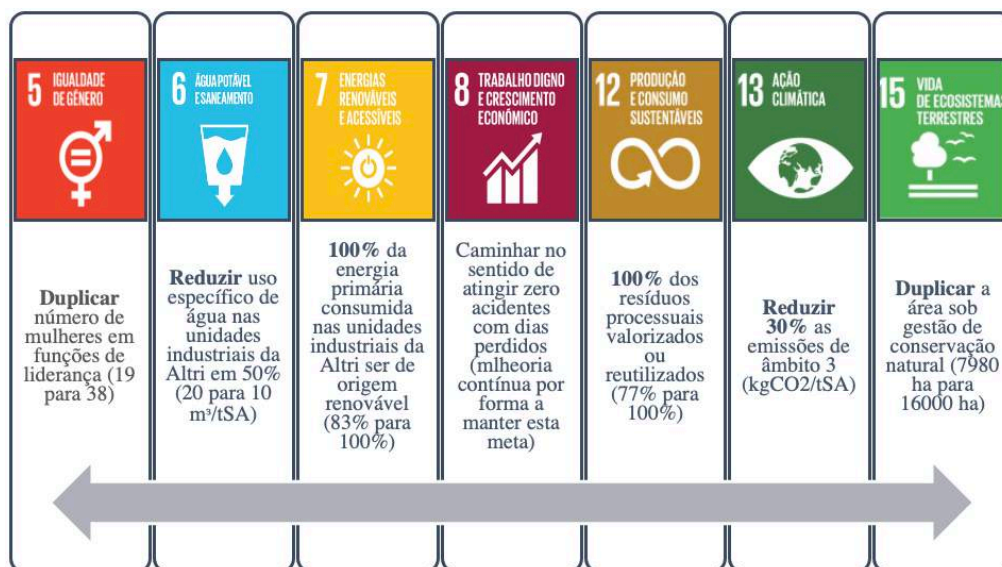 5 IGUALDADE
DE GÉNERO
Duplicar
número de
mulheres em
funções de
liderança (19
para 38)
6 ÁGUA POTÁVEL
E SANEAMENTO
Reduzir uso
específico de
água nas
unidades
industriais da
Altri em 50%
(20 para 10
m³/tSA)
7 ENERGIAS
RENOVÁVEIS
E ACESSÍVEIS
100% da
energia
primária
consumida
nas unidades
industriais da
Altri ser de
origem
renovável
(83% para
100%)
8 TRABALHO DIGNO
E CRESCIMENTO
ECONÓMICO
Caminhar no
sentido de
atingir zero
acidentes
com dias
perdidos
(mlheoria
contínua por
forma a
manter esta
meta)
12 PRODUÇÃO
E CONSUMO
SUSTENTÁVEIS
100% dos
resíduos
processuais
valorizados
ou
reutilizados
(77% para
100%)
13 AÇÃO
CLIMÁTICA
Reduzir
30% as
emissões de
âmbito 3
(kgCO2/tSA)
15 VIDA
DE ECOSISTEMAS
TERRESTRES
Duplicar a
área sob
gestão de
conservação
natural (7980
ha para
16000 ha)